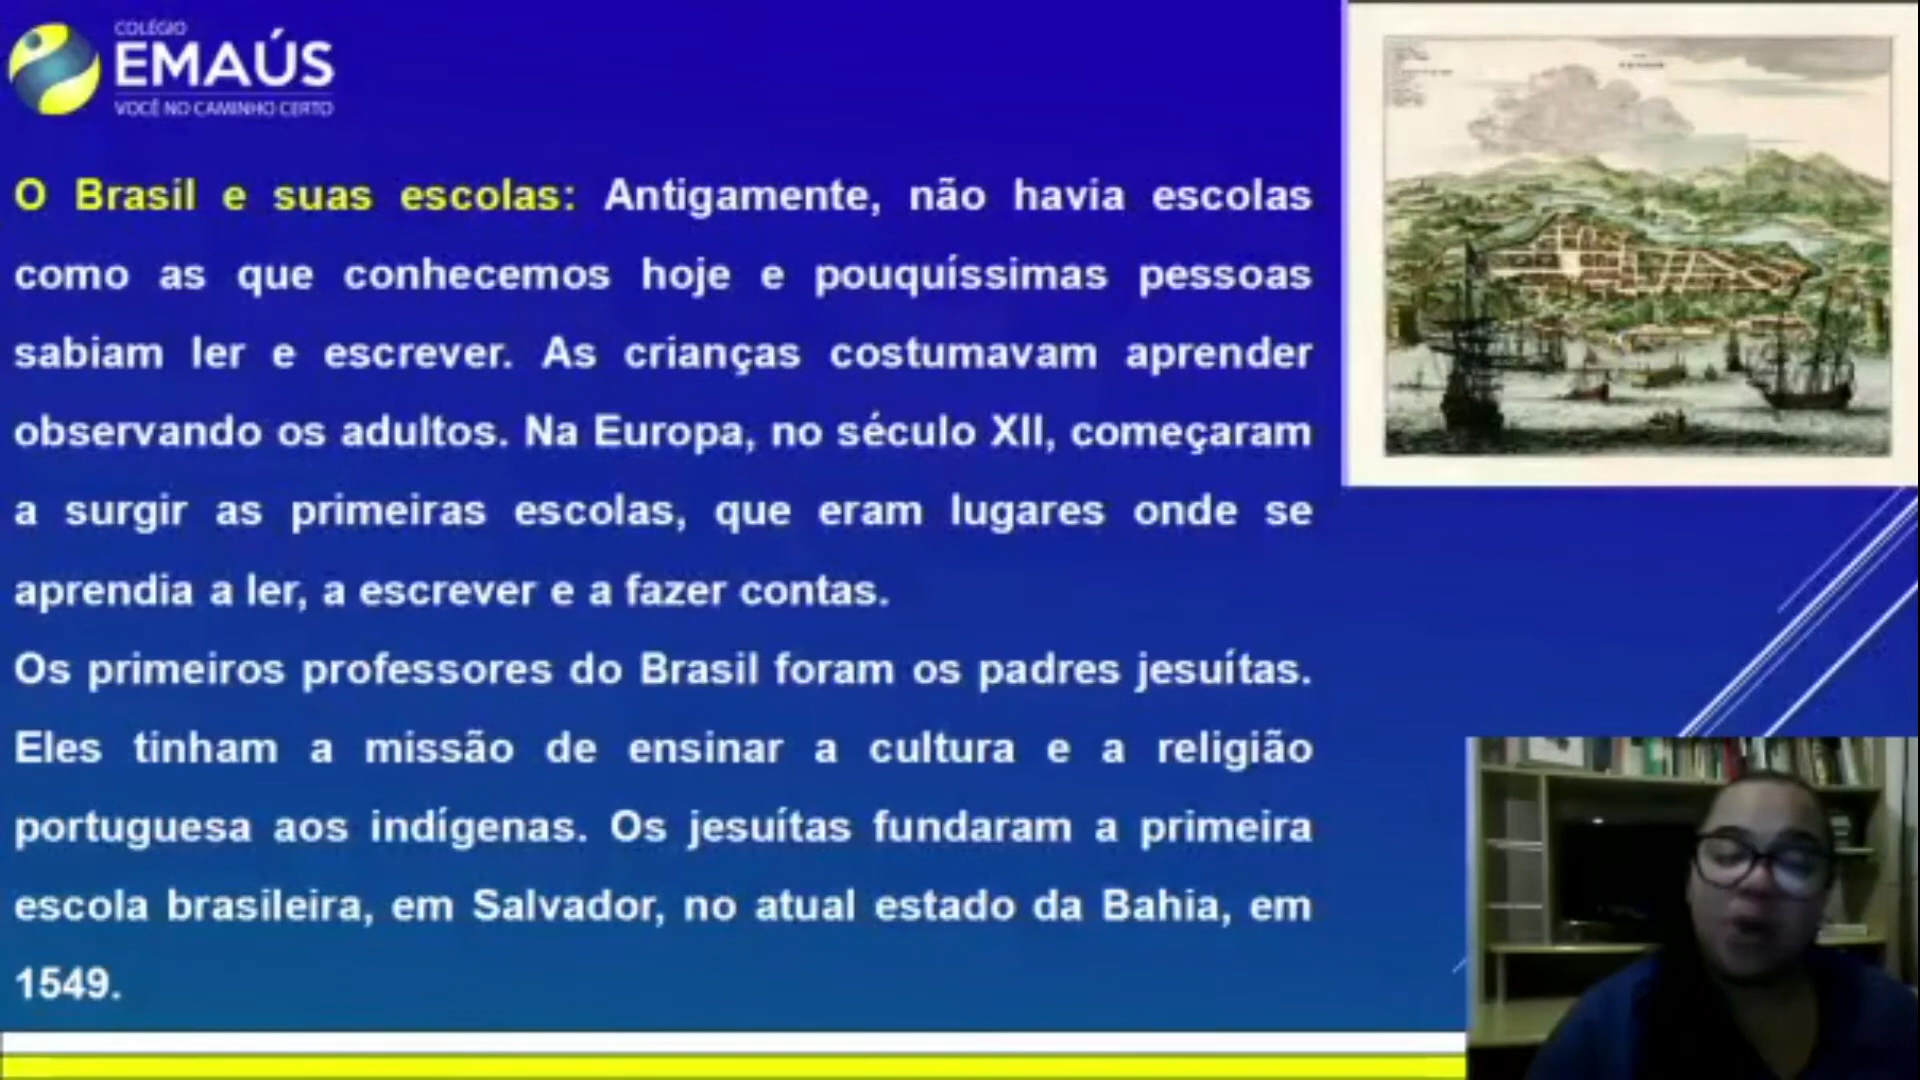 COLÉGIO
EMAÚS
VOCÊ NO CAMINHO CERTO
O Brasil e suas escolas: Antigamente, não havia escolas
como as que conhecemos hoje e pouquíssimas pessoas
sabiam ler e escrever. As crianças costumavam aprender
observando os adultos. Na Europa, no século XII, começaram
a surgir as primeiras escolas, que eram lugares onde se
aprendia a ler, a escrever e a fazer contas.
Os primeiros professores do Brasil foram os padres jesuítas.
Eles tinham a missão de ensinar a cultura e a religião
portuguesa aos indígenas. Os jesuítas fundaram a primeira
escola brasileira, em Salvador, no atual estado da Bahia, em
1549.